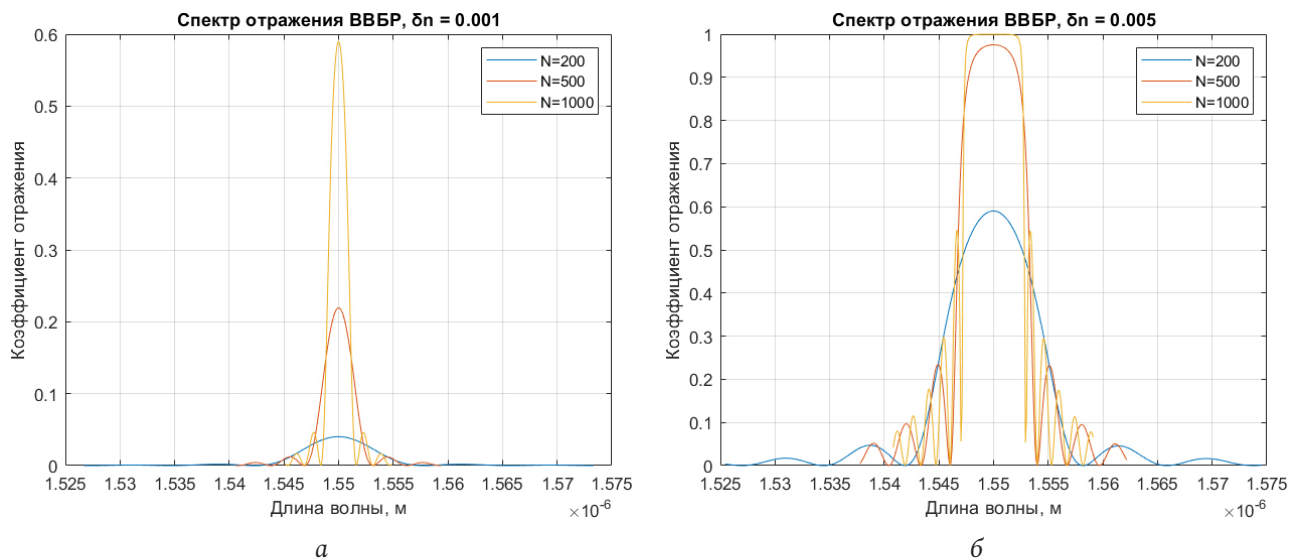 Спектр отражения ВВБР, δn = 0.001
0.6
0.5
0.4
0.3
0.2
0.1
0
Коэффициент отражения
N=200
N=500
N=1000
1.525 1.53 1.535 1.54 1.545 1.55 1.555 1.56 1.565 1.57 1.575
Длина волны, м
×10⁻⁶
а
Спектр отражения ВВБР, δn = 0.005
1
0.9
0.8
0.7
0.6
0.5
0.4
0.3
0.2
0.1
0
Коэффициент отражения
N=200
N=500
N=1000
1.525 1.53 1.535 1.54 1.545 1.55 1.555 1.56 1.565 1.57 1.575
Длина волны, м
×10⁻⁶
б